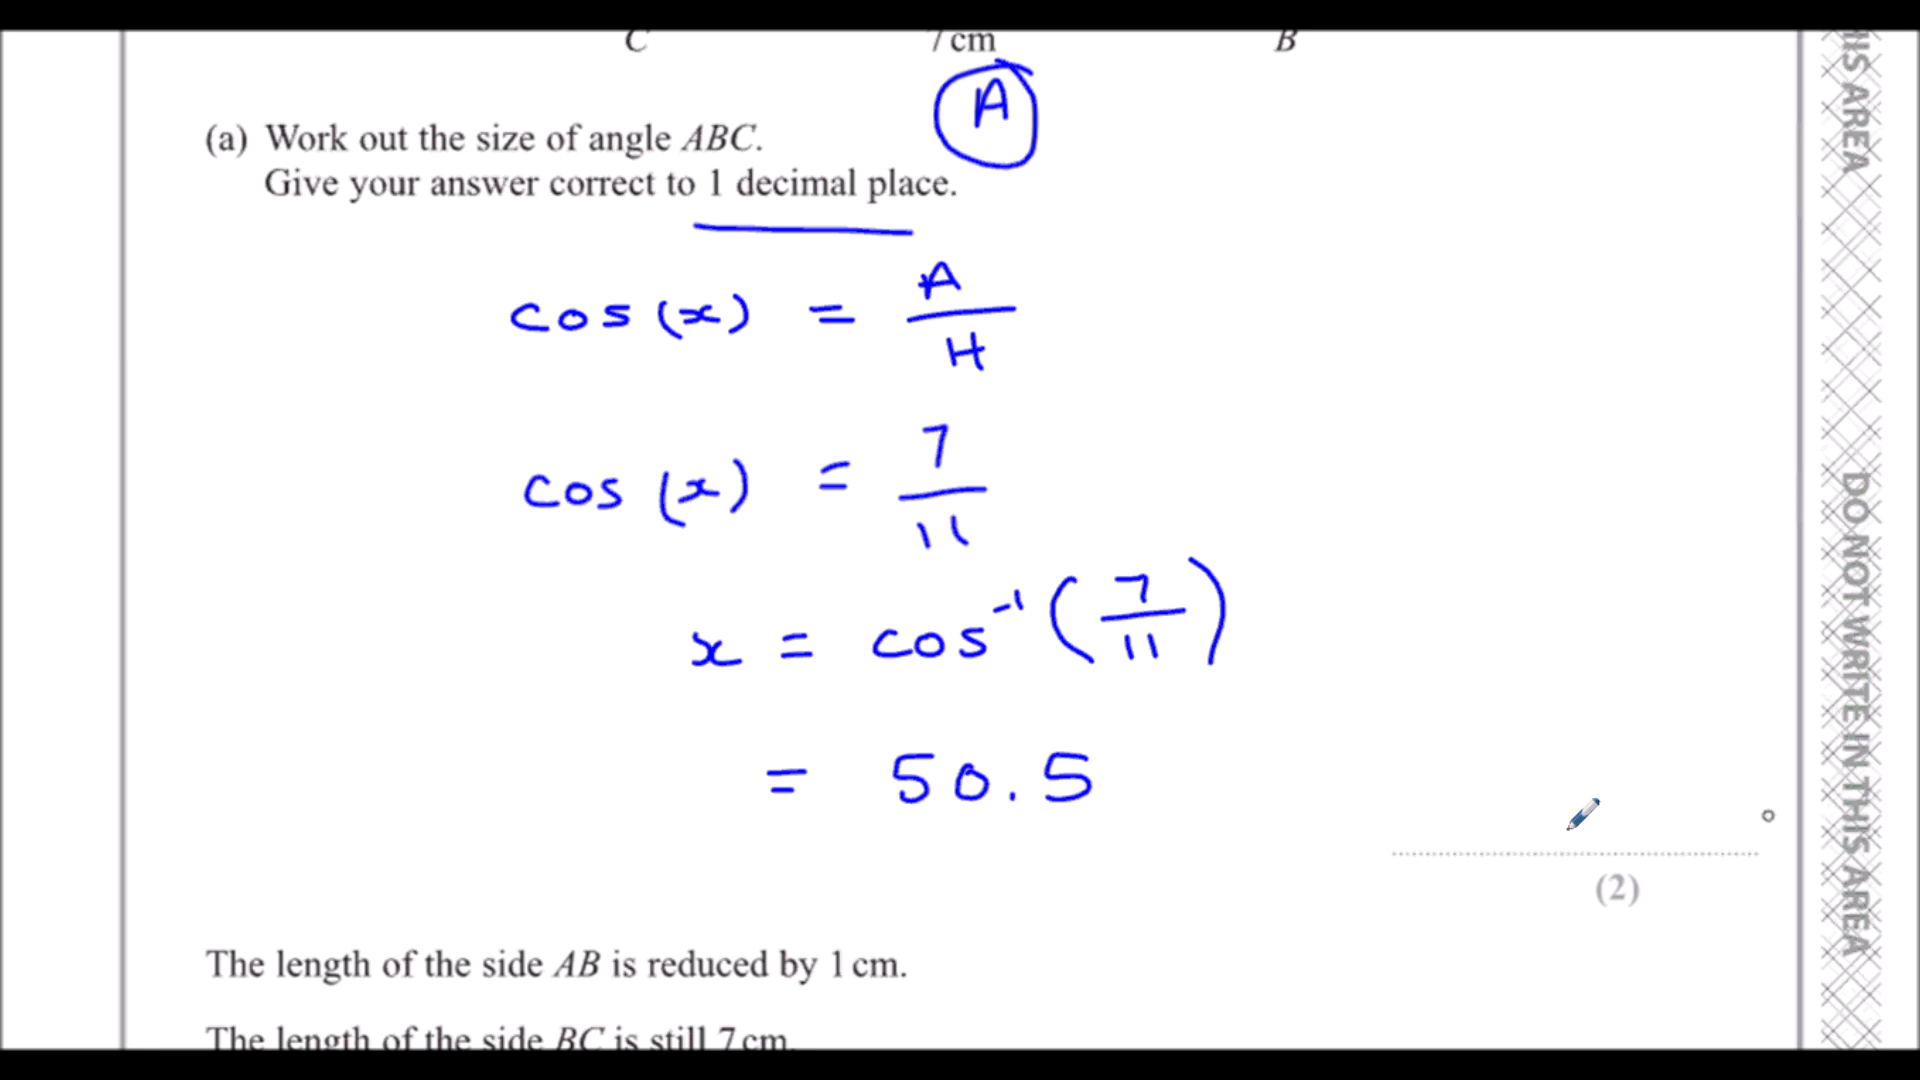 C 7 cm B
A
(a) Work out the size of angle ABC.
Give your answer correct to 1 decimal place.
cos (x) = A/H
cos (x) = 7/11
x = cos⁻¹ (7/11)
= 50.5
°
(2)
The length of the side AB is reduced by 1 cm.
The length of the side BC is still 7 cm.
HIS AREA
DO NOT WRITE IN THIS AREA